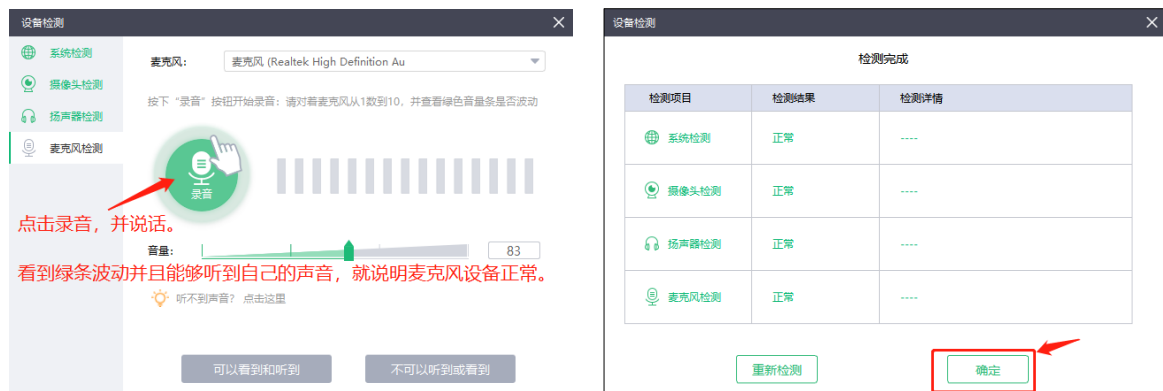 设备检测
系统检测
摄像头检测
扬声器检测
麦克风检测
麦克风: 麦克风 (Realtek High Definition Au
按下“录音”按钮开始录音：请对着麦克风从1数到10，并查看绿色音量条是否波动
录音
点击录音，并说话。
音量: 83
看到绿条波动并且能够听到自己的声音，就说明麦克风设备正常。
听不到声音？ 点击这里
可以看到和听到 不可以听到或看到
设备检测
检测完成
检测项目 检测结果 检测详情
系统检测 正常 ----
摄像头检测 正常 ----
扬声器检测 正常 ----
麦克风检测 正常 ----
重新检测 确定